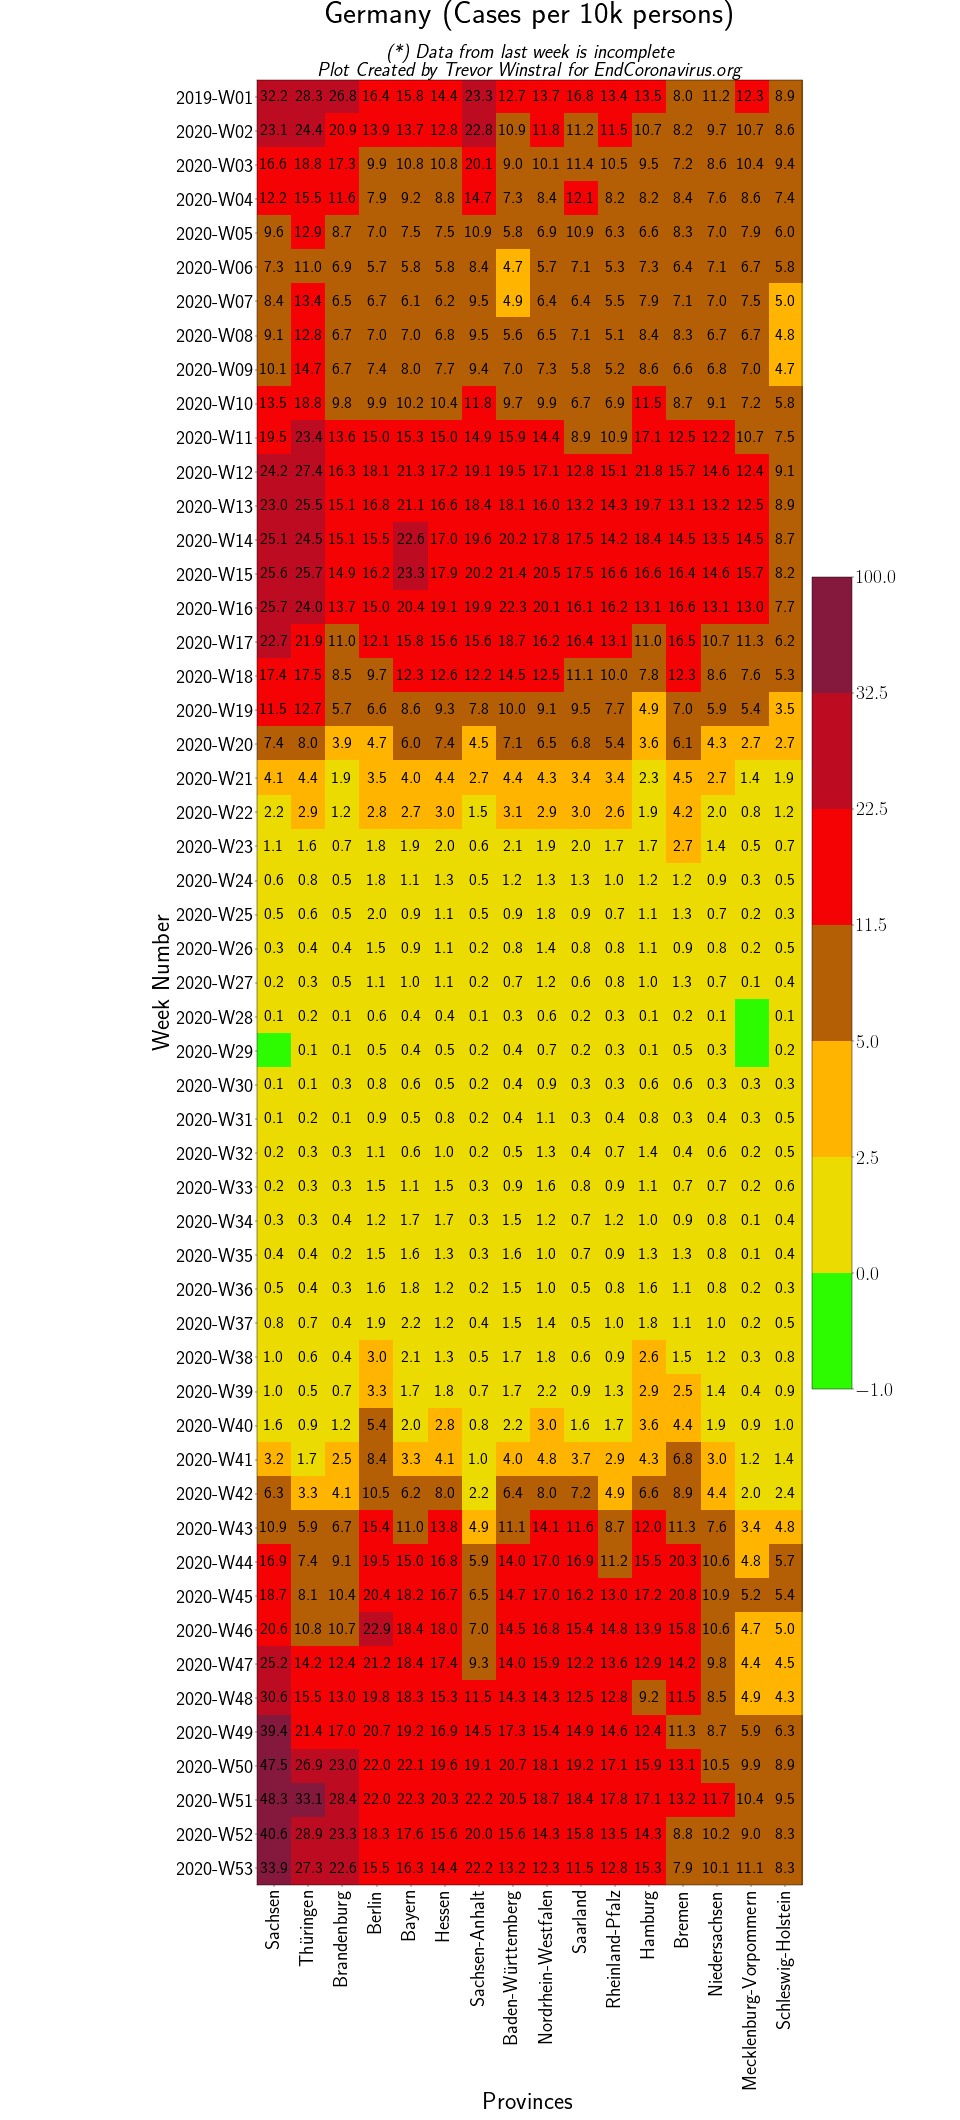 Germany (Cases per 10k persons)
(*) Data from last week is incomplete
Plot Created by Trevor Winstral for EndCoronavirus.org
2019-W01 32.2 28.3 26.8 16.4 15.8 14.4 23.3 12.7 13.7 16.8 13.4 13.5 8.0 11.2 12.3 8.9
2020-W02 23.1 24.4 20.9 13.9 13.7 12.8 22.8 10.9 11.8 11.2 11.5 10.7 8.2 9.7 10.7 8.6
2020-W03 16.6 18.8 17.3 9.9 10.8 10.8 20.1 9.0 10.1 11.4 10.5 9.5 7.2 8.6 10.4 9.4
2020-W04 12.2 15.5 11.6 7.9 9.2 8.8 14.7 7.3 8.4 12.1 8.2 8.2 8.4 7.6 8.6 7.4
2020-W05 9.6 12.9 8.7 7.0 7.5 7.5 10.9 5.8 6.9 10.9 6.3 6.6 8.3 7.0 7.9 6.0
2020-W06 7.3 11.0 6.9 5.7 5.8 5.8 8.4 4.7 5.7 7.1 5.3 7.3 6.4 7.1 6.7 5.8
2020-W07 8.4 13.4 6.5 6.7 6.1 6.2 9.5 4.9 6.4 6.4 5.5 7.9 7.1 7.0 7.5 5.0
2020-W08 9.1 12.8 6.7 7.0 7.0 6.8 9.5 5.6 6.5 7.1 5.1 8.4 8.3 6.7 6.7 4.8
2020-W09 10.1 14.7 6.7 7.4 8.0 7.7 9.4 7.0 7.3 5.8 5.2 8.6 6.6 6.8 7.0 4.7
2020-W10 13.5 18.8 9.8 9.9 10.2 10.4 11.8 9.7 9.9 6.7 6.9 11.5 8.7 9.1 7.2 5.8
2020-W11 19.5 23.4 13.6 15.0 15.3 15.0 14.9 15.9 14.4 8.9 10.9 17.1 12.5 12.2 10.7 7.5
2020-W12 24.2 27.4 16.3 18.1 21.3 17.2 19.1 19.5 17.1 12.8 15.1 21.8 15.7 14.6 12.4 9.1
2020-W13 23.0 25.5 15.1 16.8 21.1 16.6 18.4 18.1 16.0 13.2 14.3 19.7 13.1 13.2 12.5 8.9
2020-W14 25.1 24.5 15.1 15.5 22.6 17.0 19.6 20.2 17.8 17.5 14.2 18.4 14.5 13.5 14.5 8.7
2020-W15 25.6 25.7 14.9 16.2 23.3 17.9 20.2 21.4 20.5 17.5 16.6 16.6 16.4 14.6 15.7 8.2
2020-W16 25.7 24.0 13.7 15.0 20.4 19.1 19.9 22.3 20.1 16.1 16.2 13.1 16.6 13.1 13.0 7.7
2020-W17 22.7 21.9 11.0 12.1 15.8 15.6 15.6 18.7 16.2 16.4 13.1 11.0 16.5 10.7 11.3 6.2
2020-W18 17.4 17.5 8.5 9.7 12.3 12.6 12.2 14.5 12.5 11.1 10.0 7.8 12.3 8.6 7.6 5.3
2020-W19 11.5 12.7 5.7 6.6 8.6 9.3 7.8 10.0 9.1 9.5 7.7 4.9 7.0 5.9 5.4 3.5
2020-W20 7.4 8.0 3.9 4.7 6.0 7.4 4.5 7.1 6.5 6.8 5.4 3.6 6.1 4.3 2.7 2.7
2020-W21 4.1 4.4 1.9 3.5 4.0 4.4 2.7 4.4 4.3 3.4 3.4 2.3 4.5 2.7 1.4 1.9
2020-W22 2.2 2.9 1.2 2.8 2.7 3.0 1.5 3.1 2.9 3.0 2.6 1.9 4.2 2.0 0.8 1.2
2020-W23 1.1 1.6 0.7 1.8 1.9 2.0 0.6 2.1 1.9 2.0 1.7 1.7 2.7 1.4 0.5 0.7
2020-W24 0.6 0.8 0.5 1.8 1.1 1.3 0.5 1.2 1.3 1.3 1.0 1.2 1.2 0.9 0.3 0.5
2020-W25 0.5 0.6 0.5 2.0 0.9 1.1 0.5 0.9 1.8 0.9 0.7 1.1 1.3 0.7 0.2 0.3
2020-W26 0.3 0.4 0.4 1.5 0.9 1.1 0.2 0.8 1.4 0.8 0.8 1.1 0.9 0.8 0.2 0.5
2020-W27 0.2 0.3 0.5 1.1 1.0 1.1 0.2 0.7 1.2 0.6 0.8 1.0 1.3 0.7 0.1 0.4
2020-W28 0.1 0.2 0.1 0.6 0.4 0.4 0.1 0.3 0.6 0.2 0.3 0.1 0.2 0.1 0.1
2020-W29 0.1 0.1 0.5 0.4 0.5 0.2 0.4 0.7 0.2 0.3 0.1 0.5 0.3 0.2
2020-W30 0.1 0.1 0.3 0.8 0.6 0.5 0.2 0.4 0.9 0.3 0.3 0.6 0.6 0.3 0.3 0.3
2020-W31 0.1 0.2 0.1 0.9 0.5 0.8 0.2 0.4 1.1 0.3 0.4 0.8 0.3 0.4 0.3 0.5
2020-W32 0.2 0.3 0.3 1.1 0.6 1.0 0.2 0.5 1.3 0.4 0.7 1.4 0.4 0.6 0.2 0.5
2020-W33 0.2 0.3 0.3 1.5 1.1 1.5 0.3 0.9 1.6 0.8 0.9 1.1 0.7 0.7 0.2 0.6
2020-W34 0.3 0.3 0.4 1.2 1.7 1.7 0.3 1.5 1.2 0.7 1.2 1.0 0.9 0.8 0.1 0.4
2020-W35 0.4 0.4 0.2 1.5 1.6 1.3 0.3 1.6 1.0 0.7 0.9 1.3 1.3 0.8 0.1 0.4
2020-W36 0.5 0.4 0.3 1.6 1.8 1.2 0.2 1.5 1.0 0.5 0.8 1.6 1.1 0.8 0.2 0.3
2020-W37 0.8 0.7 0.4 1.9 2.2 1.2 0.4 1.5 1.4 0.5 1.0 1.8 1.1 1.0 0.2 0.5
2020-W38 1.0 0.6 0.4 3.0 2.1 1.3 0.5 1.7 1.8 0.6 0.9 2.6 1.5 1.2 0.3 0.8
2020-W39 1.0 0.5 0.7 3.3 1.7 1.8 0.7 1.7 2.2 0.9 1.3 2.9 2.5 1.4 0.4 0.9
2020-W40 1.6 0.9 1.2 5.4 2.0 2.8 0.8 2.2 3.0 1.6 1.7 3.6 4.4 1.9 0.9 1.0
2020-W41 3.2 1.7 2.5 8.4 3.3 4.1 1.0 4.0 4.8 3.7 2.9 4.3 6.8 3.0 1.2 1.4
2020-W42 6.3 3.3 4.1 10.5 6.2 8.0 2.2 6.4 8.0 7.2 4.9 6.6 8.9 4.4 2.0 2.4
2020-W43 10.9 5.9 6.7 15.4 11.0 13.8 4.9 11.1 14.1 11.6 8.7 12.0 11.3 7.6 3.4 4.8
2020-W44 16.9 7.4 9.1 19.5 15.0 16.8 5.9 14.0 17.0 16.9 11.2 15.5 20.3 10.6 4.8 5.7
2020-W45 18.7 8.1 10.4 20.4 18.2 16.7 6.5 14.7 17.0 16.2 13.0 17.2 20.8 10.9 5.2 5.4
2020-W46 20.6 10.8 10.7 22.9 18.4 18.0 7.0 14.5 16.8 15.4 14.8 13.9 15.8 10.6 4.7 5.0
2020-W47 25.2 14.2 12.4 21.2 18.4 17.4 9.3 14.0 15.9 12.2 13.6 12.9 14.2 9.8 4.4 4.5
2020-W48 30.6 15.5 13.0 19.8 18.3 15.3 11.5 14.3 14.3 12.5 12.8 9.2 11.5 8.5 4.9 4.3
2020-W49 39.4 21.4 17.0 20.7 19.2 16.9 14.5 17.3 15.4 14.9 14.6 12.4 11.3 8.7 5.9 6.3
2020-W50 47.5 26.9 23.0 22.0 22.1 19.6 19.1 20.7 18.1 19.2 17.1 15.9 13.1 10.5 9.9 8.9
2020-W51 48.3 33.1 28.4 22.0 22.3 20.3 22.2 20.5 18.7 18.4 17.8 17.1 13.2 11.7 10.4 9.5
2020-W52 40.6 28.9 23.3 18.3 17.6 15.6 20.0 15.6 14.3 15.8 13.5 14.3 8.8 10.2 9.0 8.3
2020-W53 33.9 27.3 22.6 15.5 16.3 14.4 22.2 13.2 12.3 11.5 12.8 15.3 7.9 10.1 11.1 8.3
Week Number
Sachsen
Thüringen
Brandenburg
Berlin
Bayern
Hessen
Sachsen-Anhalt
Baden-Württemberg
Nordrhein-Westfalen
Saarland
Rheinland-Pfalz
Hamburg
Bremen
Niedersachsen
Mecklenburg-Vorpommern
Schleswig-Holstein
Provinces
100.0
32.5
22.5
11.5
5.0
2.5
0.0
−1.0